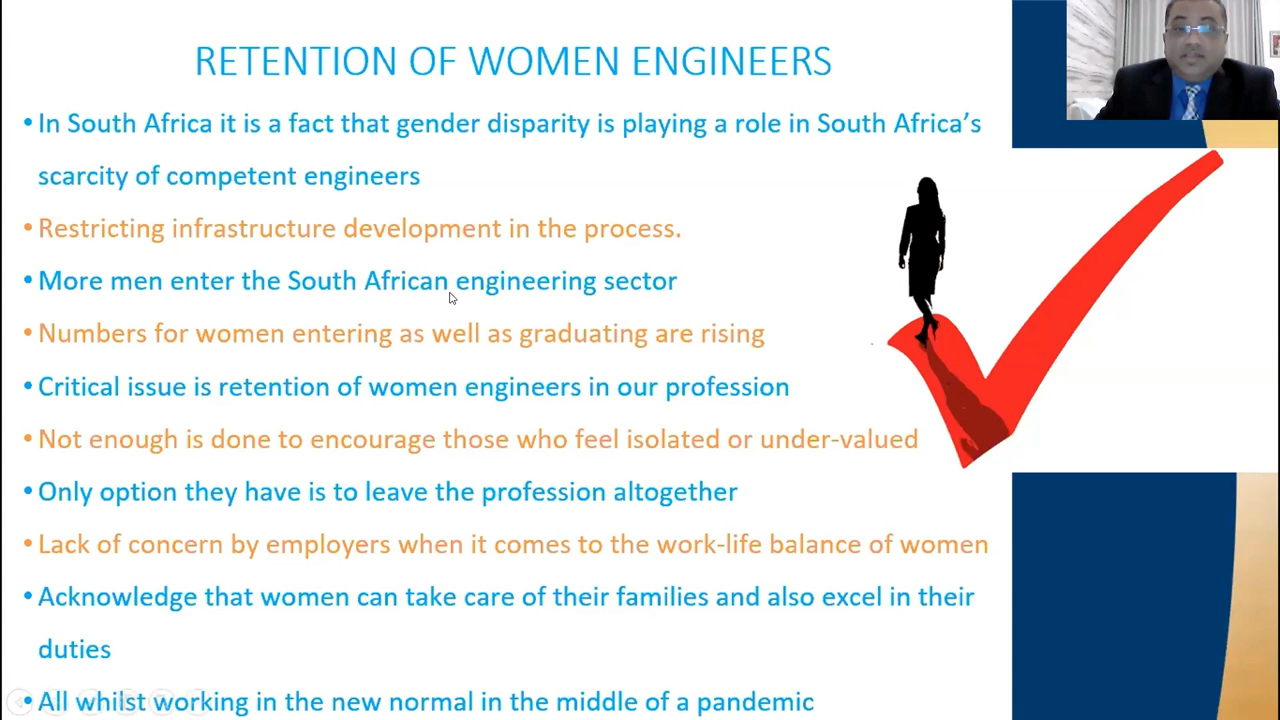 RETENTION OF WOMEN ENGINEERS
• In South Africa it is a fact that gender disparity is playing a role in South Africa's
scarcity of competent engineers
• Restricting infrastructure development in the process.
• More men enter the South African engineering sector
• Numbers for women entering as well as graduating are rising
• Critical issue is retention of women engineers in our profession
• Not enough is done to encourage those who feel isolated or under-valued
• Only option they have is to leave the profession altogether
• Lack of concern by employers when it comes to the work-life balance of women
• Acknowledge that women can take care of their families and also excel in their
duties
• All whilst working in the new normal in the middle of a pandemic